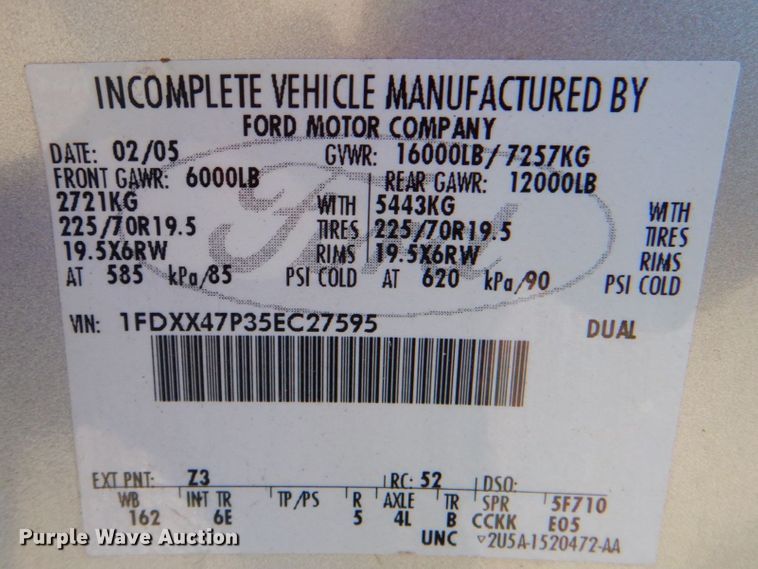 INCOMPLETE VEHICLE MANUFACTURED BY
FORD MOTOR COMPANY
DATE: 02/05 GVWR: 16000LB/7257KG
FRONT GAWR: 6000LB REAR GAWR: 12000LB
2721KG WITH 5443KG WITH
225/70R19.5 TIRES 225/70R19.5 TIRES
19.5X6RW RIMS 19.5X6RW RIMS
AT 585 kPa/85 PSI COLD AT 620 kPa/90 PSI COLD
VIN: 1FDXX47P35EC27595 DUAL
Ford
EXT PNT: Z3 RC: 52 DSO:
WB INT TR TP/PS R AXLE TR SPR 5F710
162 6E 5 4L B CCKK E05
UNC ▽2U5A-1520472-AA
Purple Wave Auction